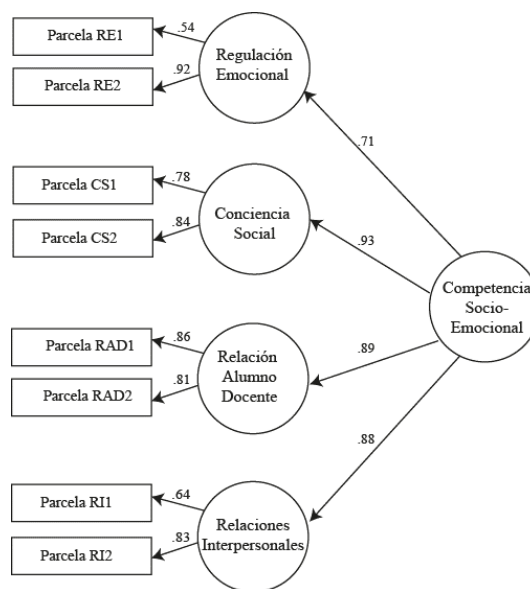 Parcela RE1
.54
Regulación
Emocional
Parcela RE2
.92
.71
Parcela CS1
.78
Conciencia
Social
Parcela CS2
.84
.93
Competencia
Socio-
Emocional
Parcela RAD1
.86
Relación
Alumno
Docente
Parcela RAD2
.81
.89
.88
Parcela RI1
.64
Relaciones
Interpersonales
Parcela RI2
.83